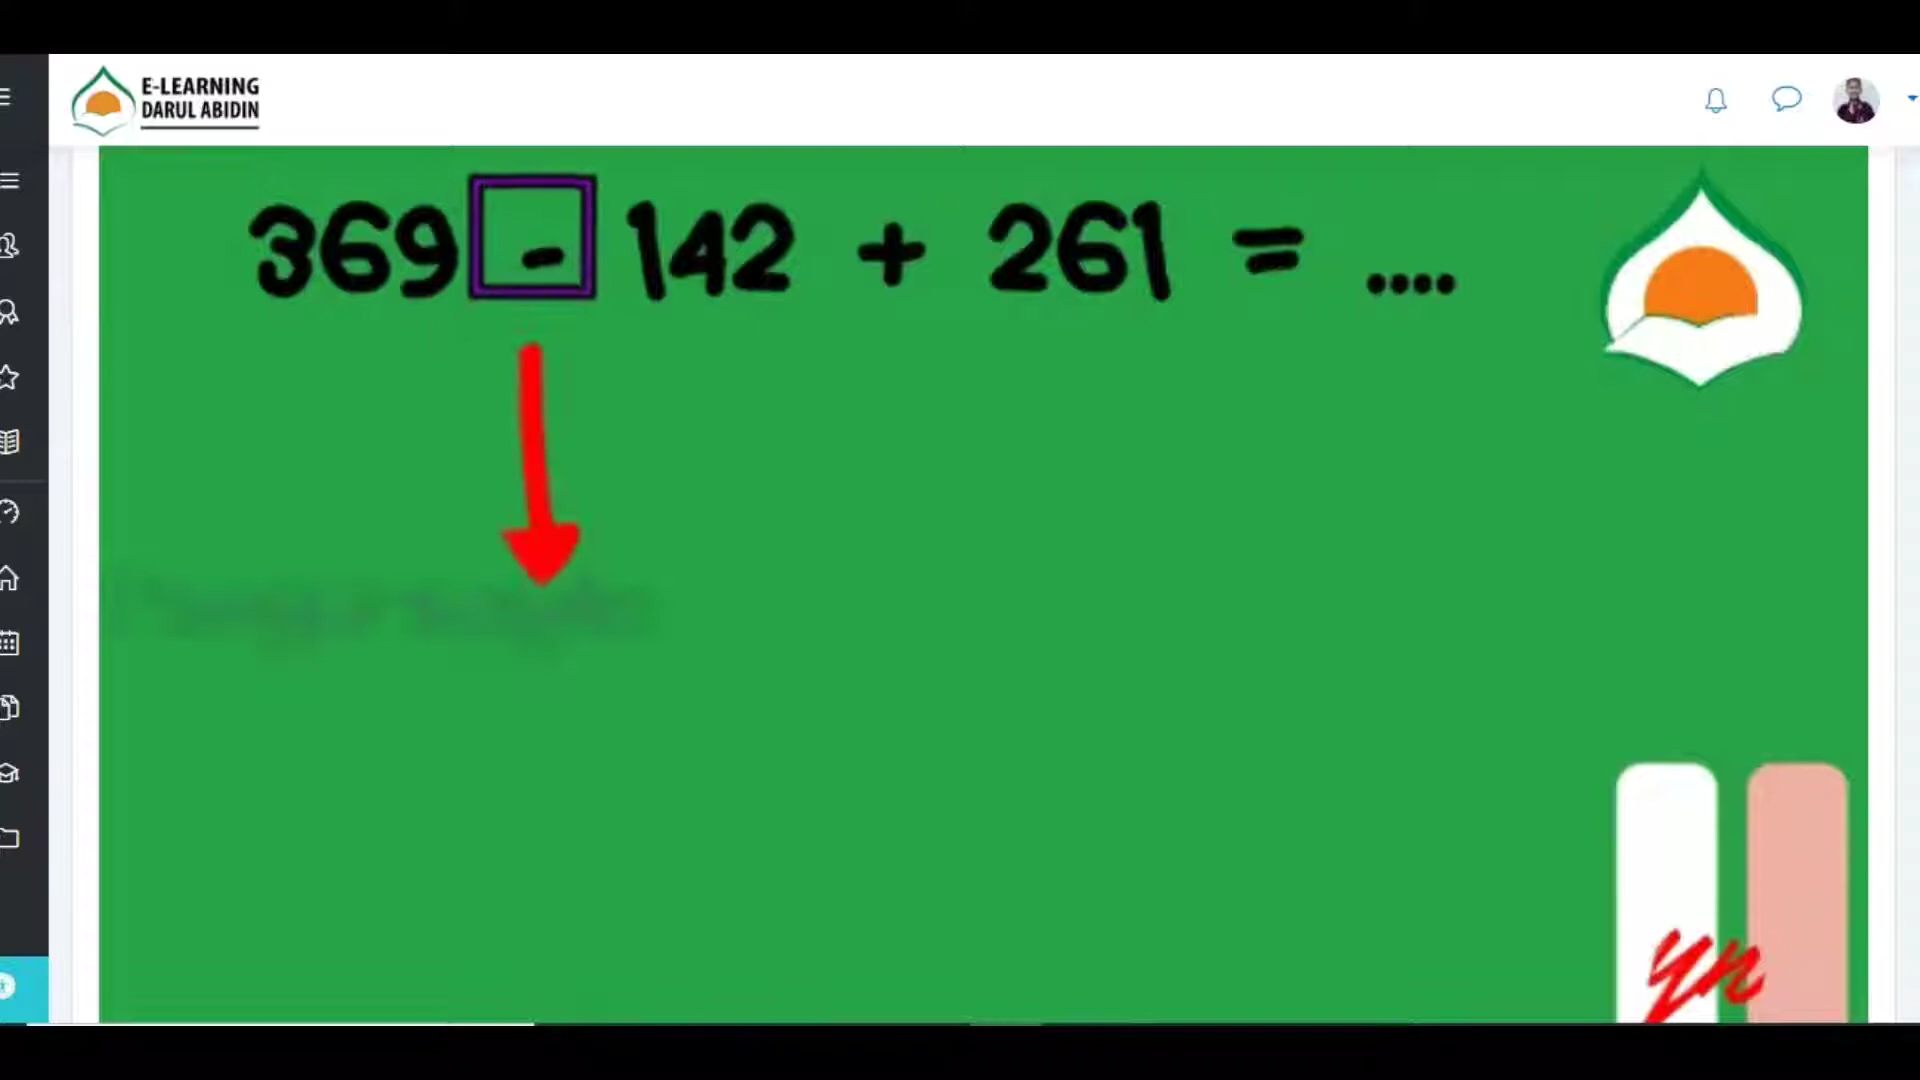 E-LEARNING
DARUL ABIDIN
369 - 142 + 261 = ....